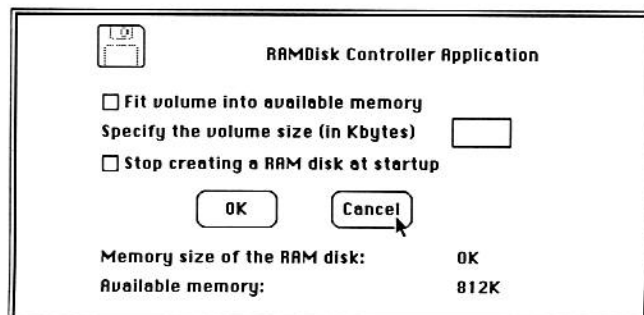 RAMDisk Controller Application
Fit volume into available memory
Specify the volume size (in Kbytes)
Stop creating a RAM disk at startup
OK Cancel
Memory size of the RAM disk: 0K
Available memory: 812K